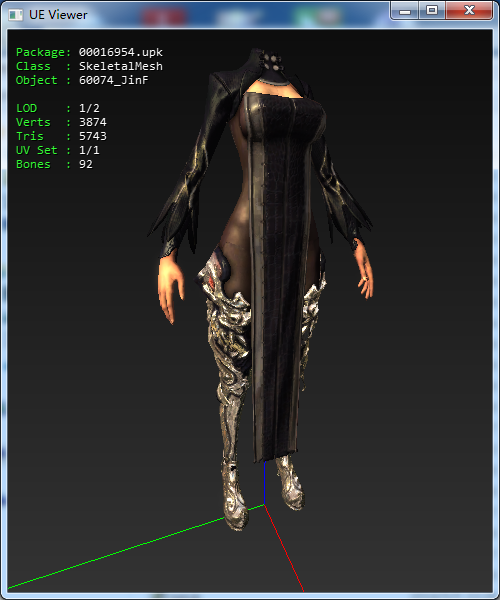 UE Viewer
Package: 00016954.upk
Class : SkeletalMesh
Object : 60074_JinF
LOD : 1/2
Verts : 3874
Tris : 5743
UV Set : 1/1
Bones : 92